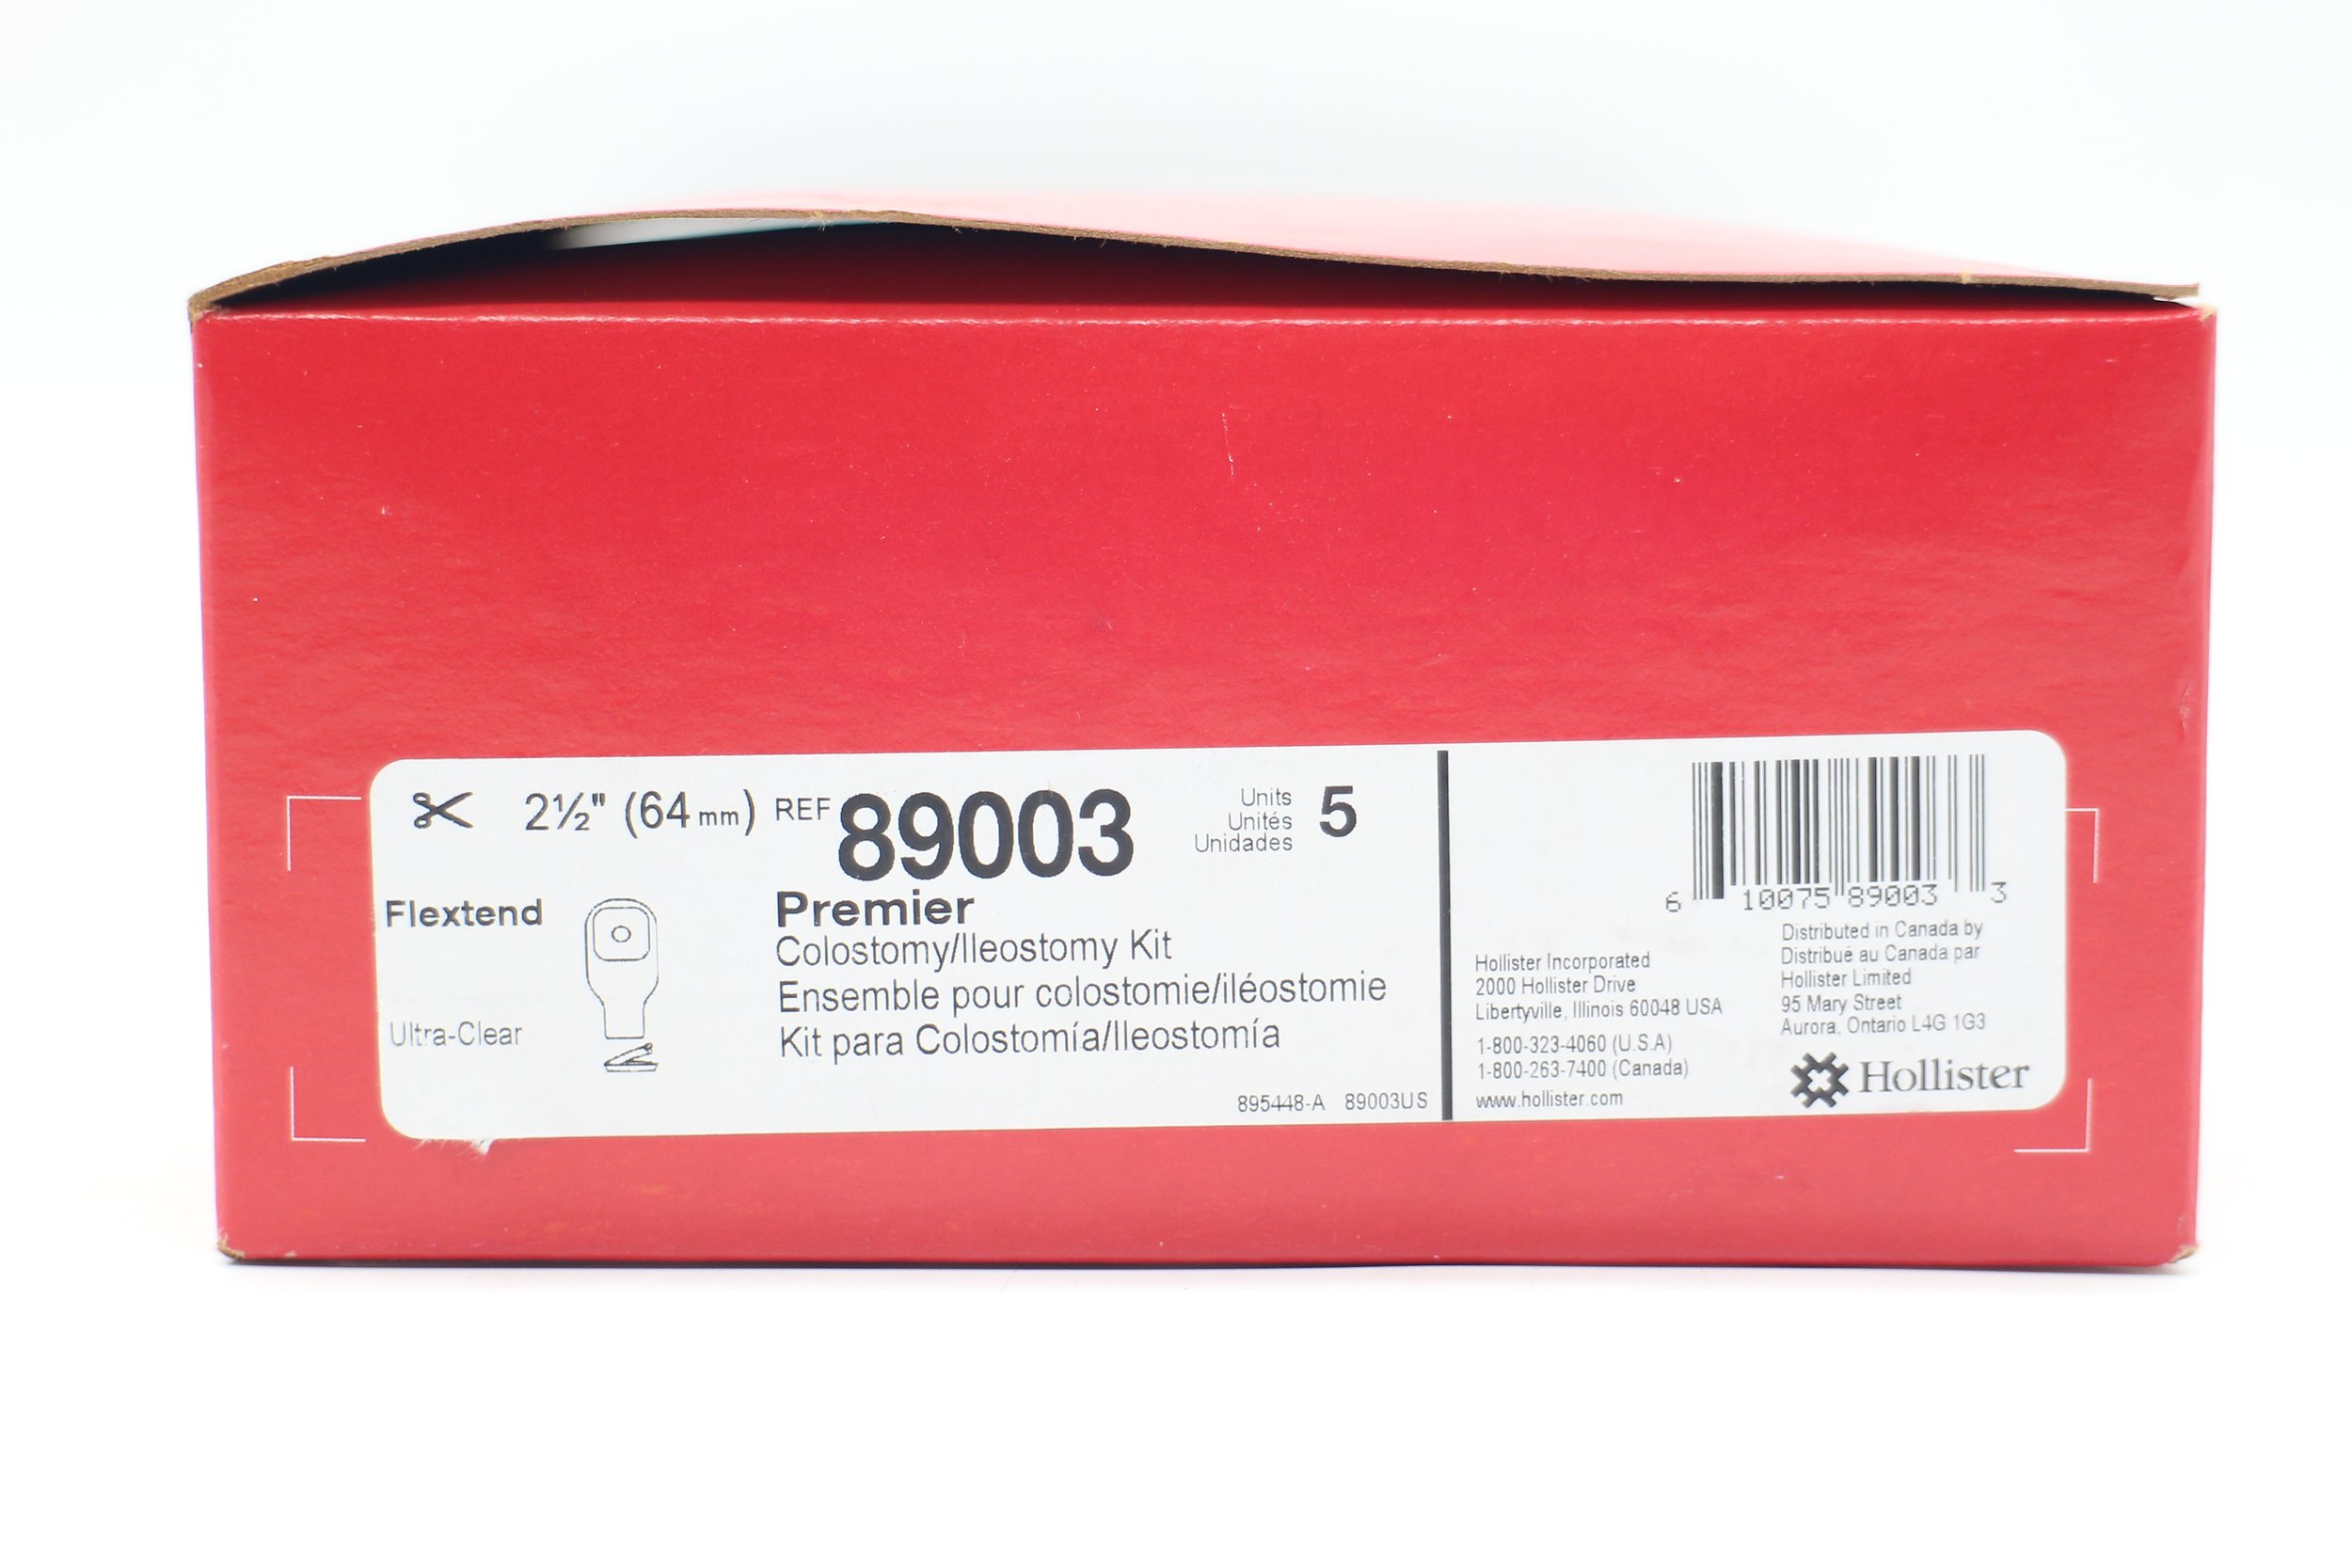 2½" (64 mm) REF 89003
Units
Unités
Unidades
5
Flextend
Ultra-Clear
Premier
Colostomy/Ileostomy Kit
Ensemble pour colostomie/iléostomie
Kit para Colostomía/Ileostomía
895448-A 89003US
6 10075 89003 3
Hollister Incorporated
2000 Hollister Drive
Libertyville, Illinois 60048 USA
1-800-323-4060 (U.S.A)
1-800-263-7400 (Canada)
www.hollister.com
Distributed in Canada by
Distribué au Canada par
Hollister Limited
95 Mary Street
Aurora, Ontario L4G 1G3
Hollister